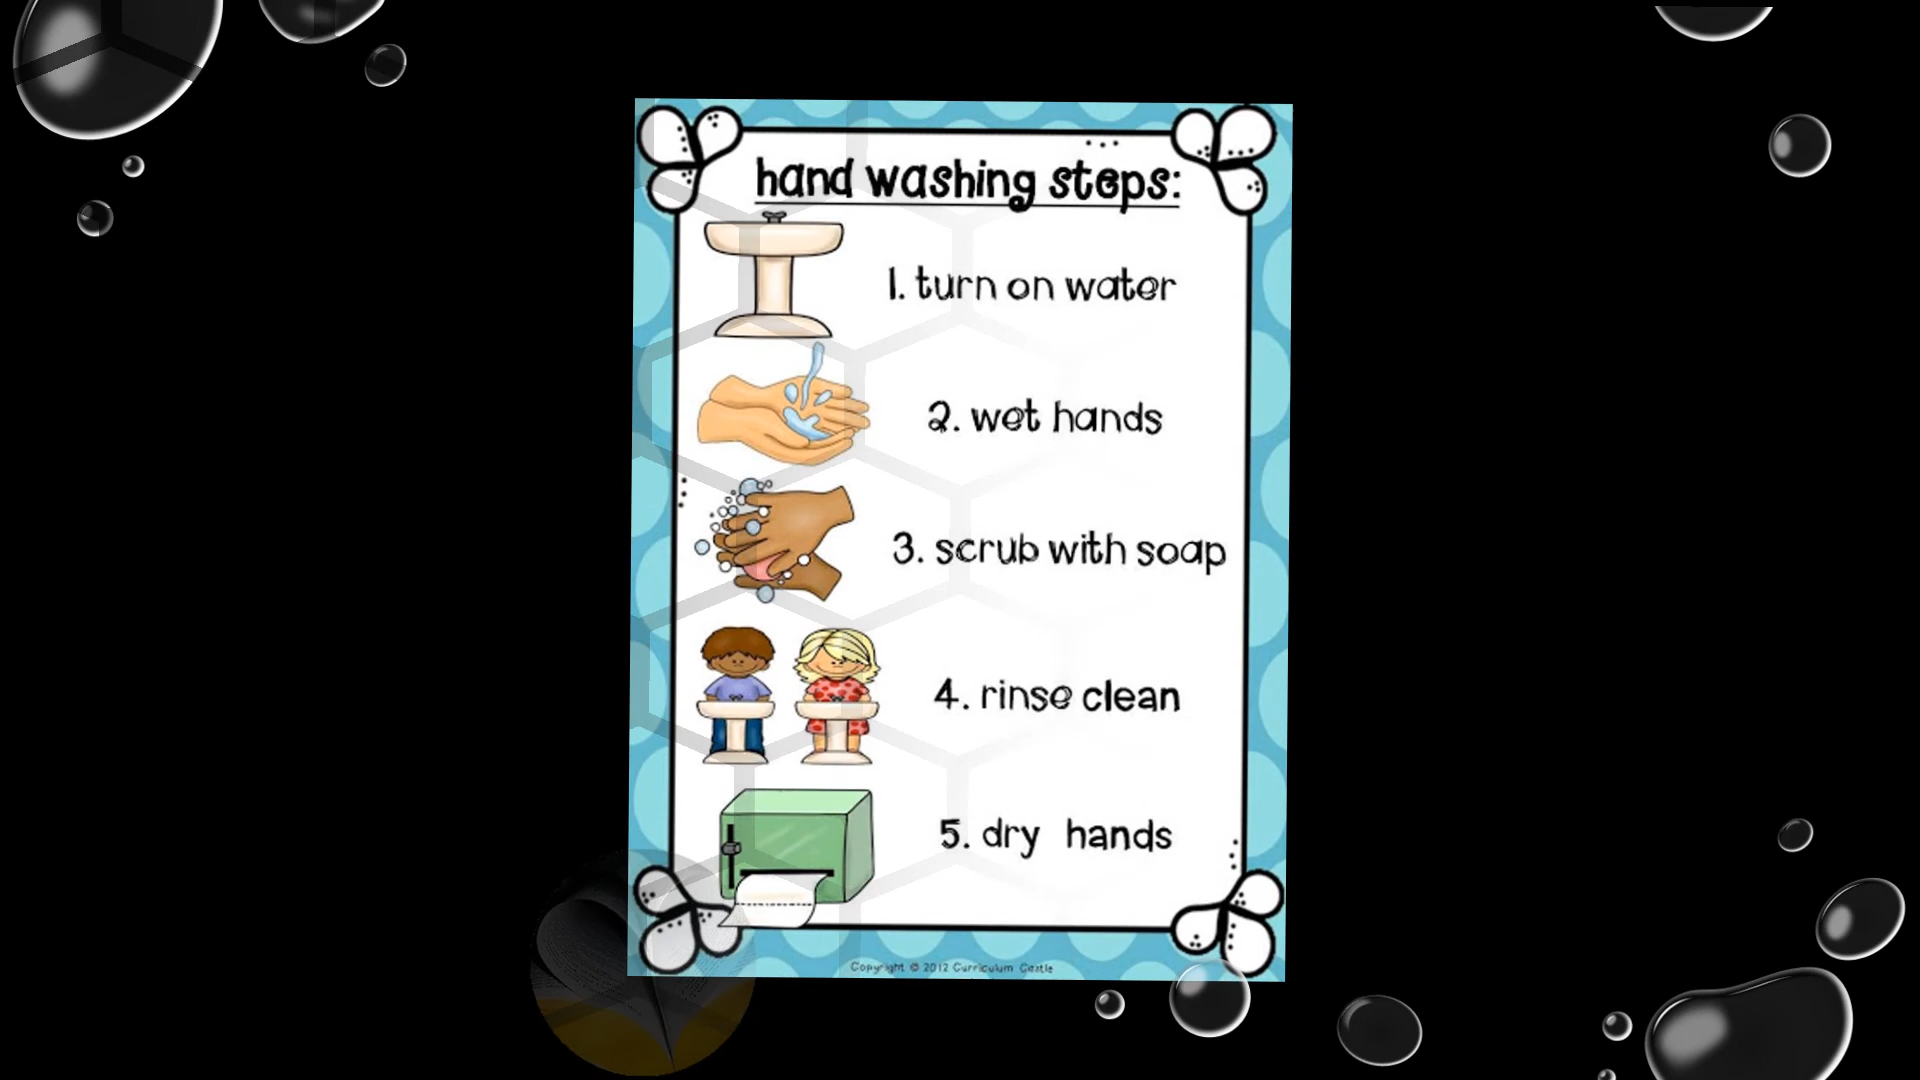 hand washing steps:
1. turn on water
2. wet hands
3. scrub with soap
4. rinse clean
5. dry hands
Copyright © 2012 Curriculum Castle